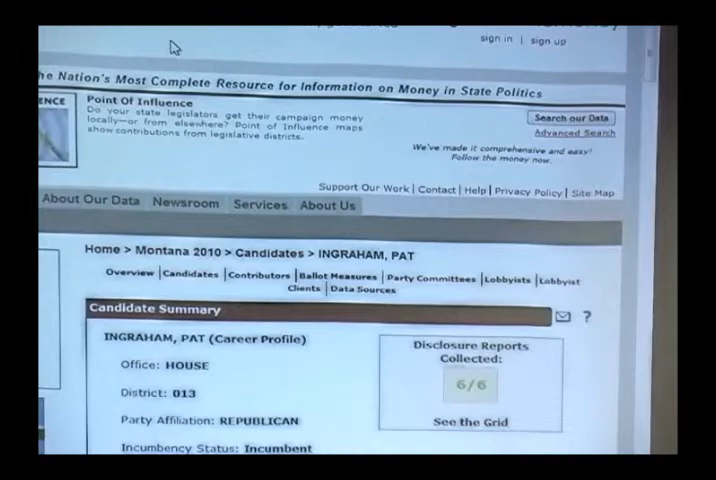 sign in | sign up
he Nation's Most Complete Resource for Information on Money in State Politics
ENCE
Point Of Influence
Do your state legislators get their campaign money
locally—or from elsewhere? Point of Influence maps
show contributions from legislative districts.
Search our Data
Advanced Search
We've made it comprehensive and easy!
Follow the money now.
Support Our Work | Contact | Help | Privacy Policy | Site Map
About Our Data Newsroom Services About Us
Home > Montana 2010 > Candidates > INGRAHAM, PAT
Overview | Candidates | Contributors | Ballot Measures | Party Committees | Lobbyists | Lobbyist
Clients | Data Sources
Candidate Summary
?
INGRAHAM, PAT (Career Profile)
Office: HOUSE
District: 013
Party Affiliation: REPUBLICAN
Incumbency Status: Incumbent
Disclosure Reports
Collected:
6/6
See the Grid